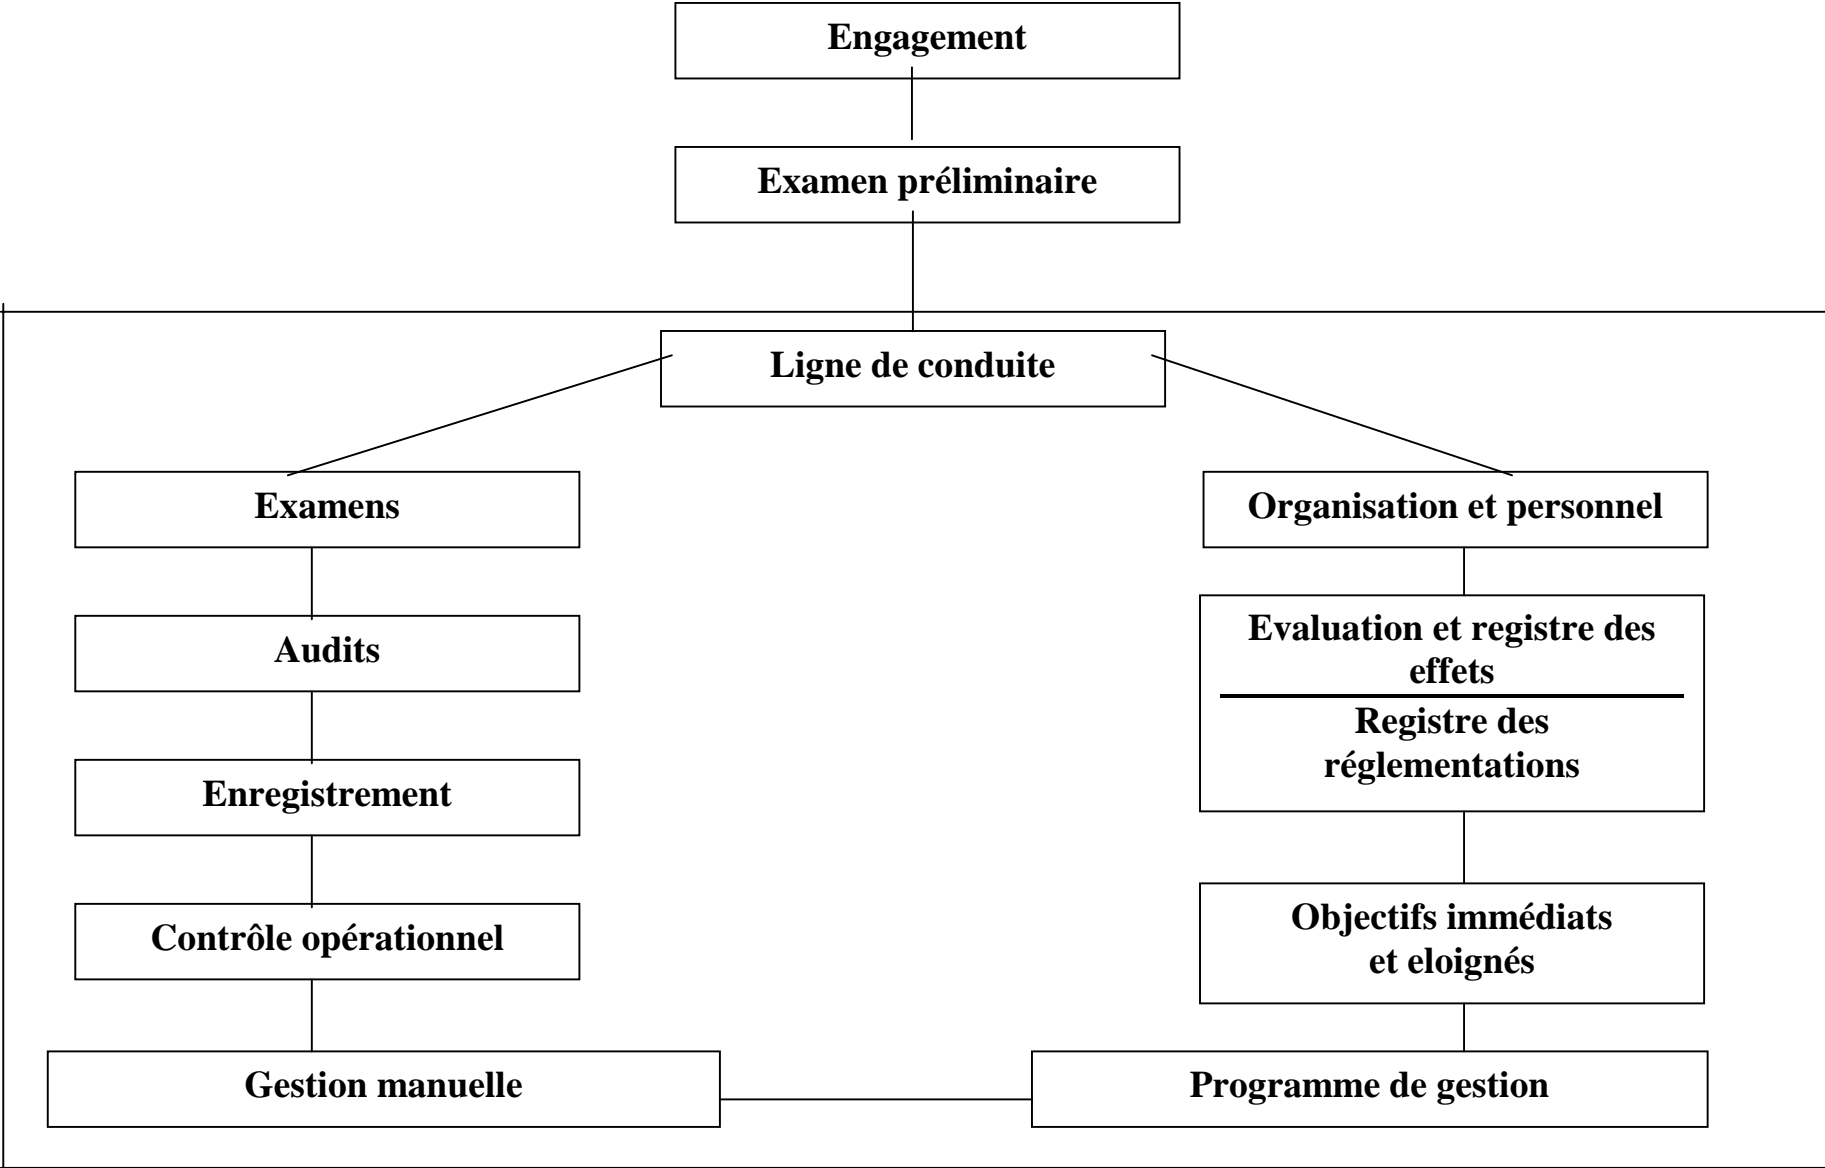 Engagement
Examen préliminaire
Ligne de conduite
Examens
Organisation et personnel
Evaluation et registre des
effets
Registre des
réglementations
Audits
Enregistrement
Contrôle opérationnel
Objectifs immédiats
et eloignés
Gestion manuelle
Programme de gestion